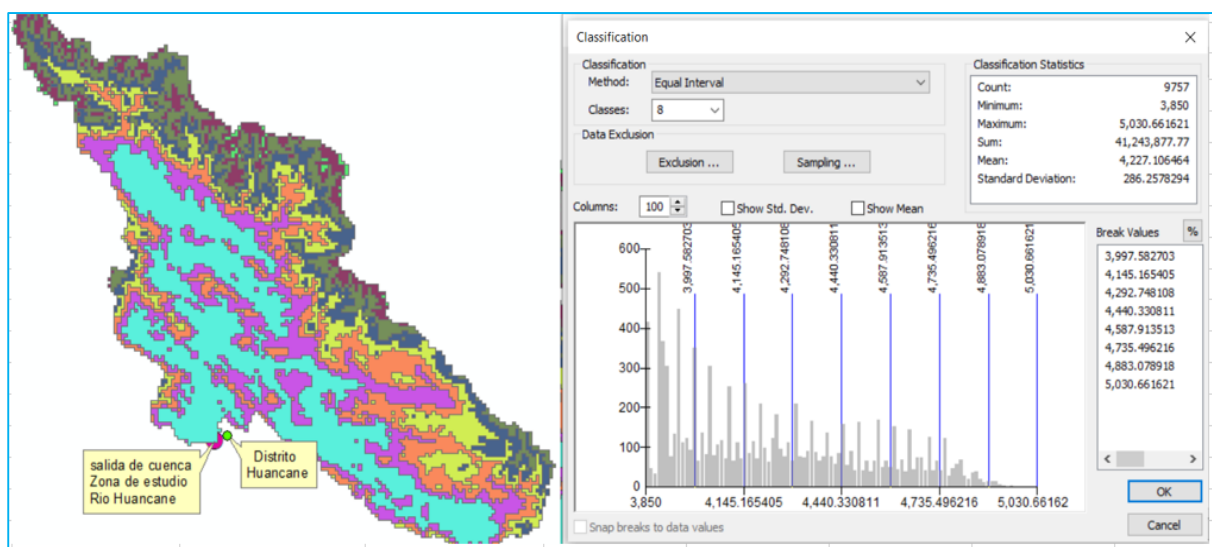 salida de cuenca
Zona de estudio
Rio Huancane
Distrito
Huancane
Classification
Classification
Method: Equal Interval
Classes: 8
Data Exclusion
Exclusion ...
Sampling ...
Classification Statistics
Count: 9757
Minimum: 3,850
Maximum: 5,030.661621
Sum: 41,243,877.77
Mean: 4,227.106464
Standard Deviation: 286.2578294
Columns: 100
Show Std. Dev.
Show Mean
600
500
400
300
200
100
0
3,997.582703
4,145.165405
4,292.748108
4,440.330811
4,587.913513
4,735.496216
4,883.078918
5,030.661621
3,850
4,145.165405
4,440.330811
4,735.496216
5,030.66162
Break Values
%
3,997.582703
4,145.165405
4,292.748108
4,440.330811
4,587.913513
4,735.496216
4,883.078918
5,030.661621
Snap breaks to data values
OK
Cancel